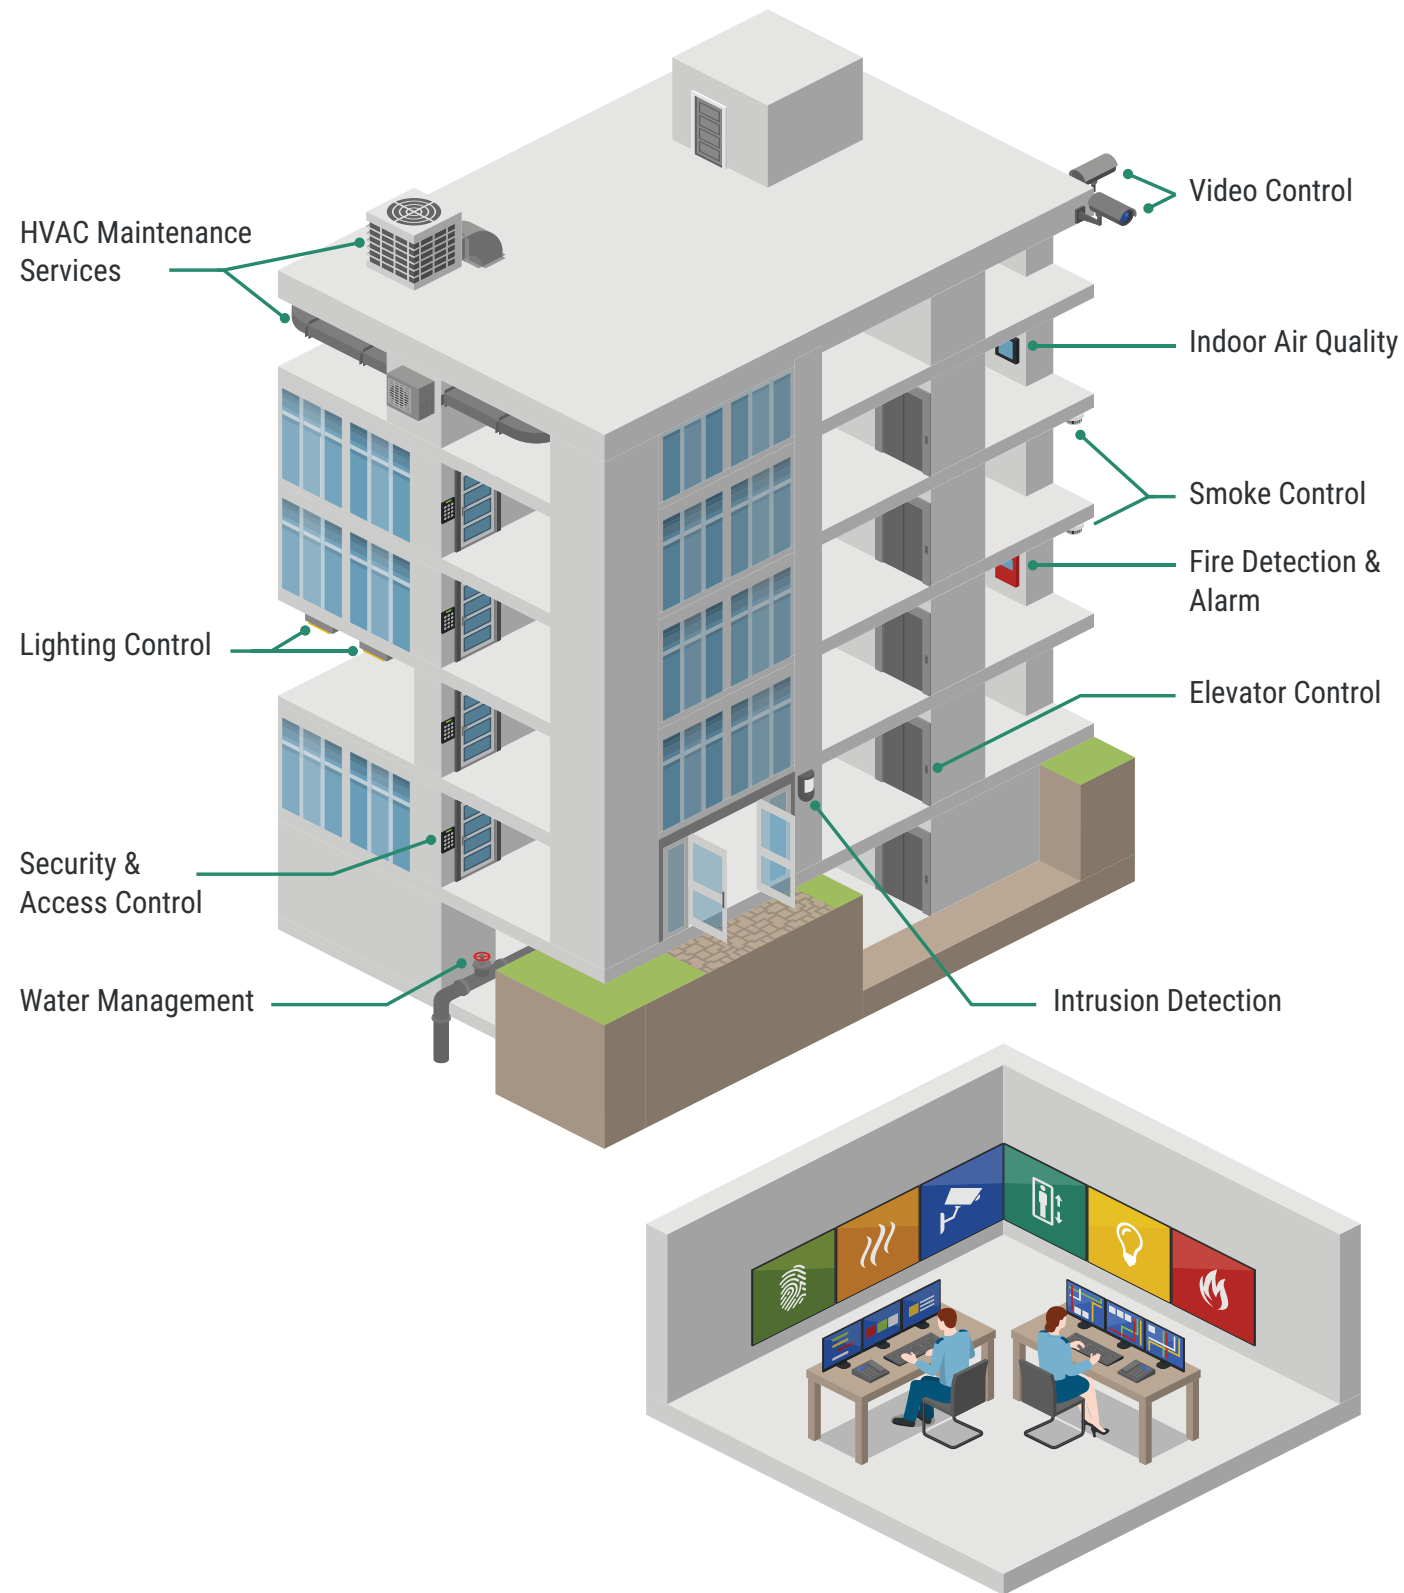 HVAC Maintenance
Services
Lighting Control
Security &
Access Control
Water Management
Video Control
Indoor Air Quality
Smoke Control
Fire Detection &
Alarm
Elevator Control
Intrusion Detection